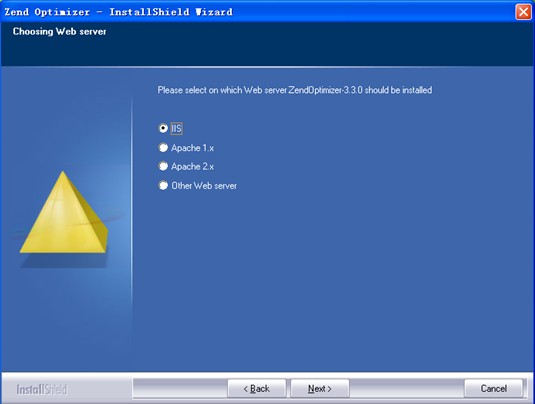 Zend Optimizer - InstallShield Wizard
Choosing Web server
Please select on which Web server ZendOptimizer-3.3.0 should be installed
IIS
Apache 1.x
Apache 2.x
Other Web server
InstallShield
< Back
Next >
Cancel